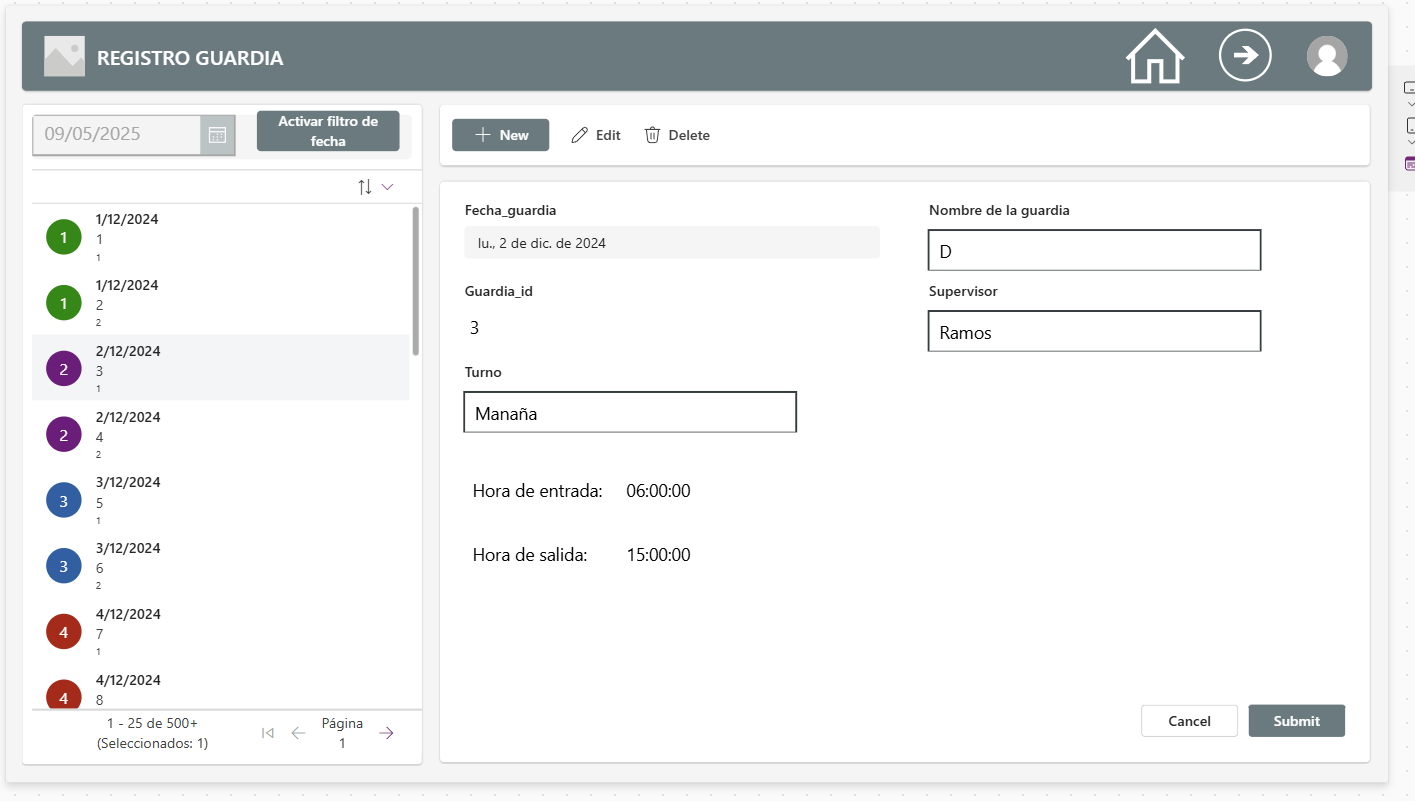 REGISTRO GUARDIA
09/05/2025
Activar filtro de
fecha
1
1/12/2024
1
1
1
1/12/2024
2
2
2
2/12/2024
3
1
2
2/12/2024
4
2
3
3/12/2024
5
1
3
3/12/2024
6
2
4
4/12/2024
7
1
4
4/12/2024
8
1 - 25 de 500+
(Seleccionados: 1)
Página
1
New
Edit
Delete
Fecha_guardia
lu., 2 de dic. de 2024
Guardia_id
3
Turno
Manaña
Hora de entrada: 06:00:00
Hora de salida: 15:00:00
Nombre de la guardia
D
Supervisor
Ramos
Cancel
Submit